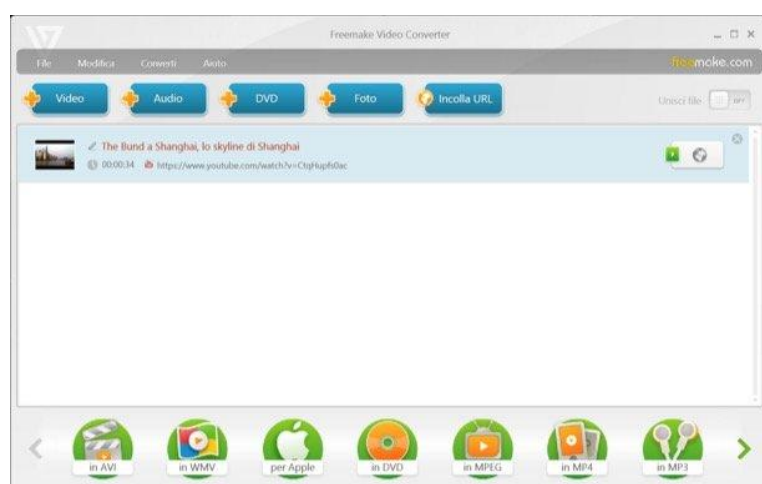 Freemake Video Converter
File Modifica Converti Aiuto
freemake.com
Video Audio DVD Foto Incolla URL
Unisci file OFF
The Bund a Shanghai, lo skyline di Shanghai
00:00:34
in AVI in WMV per Apple in DVD in MPEG in MP4 in MP3